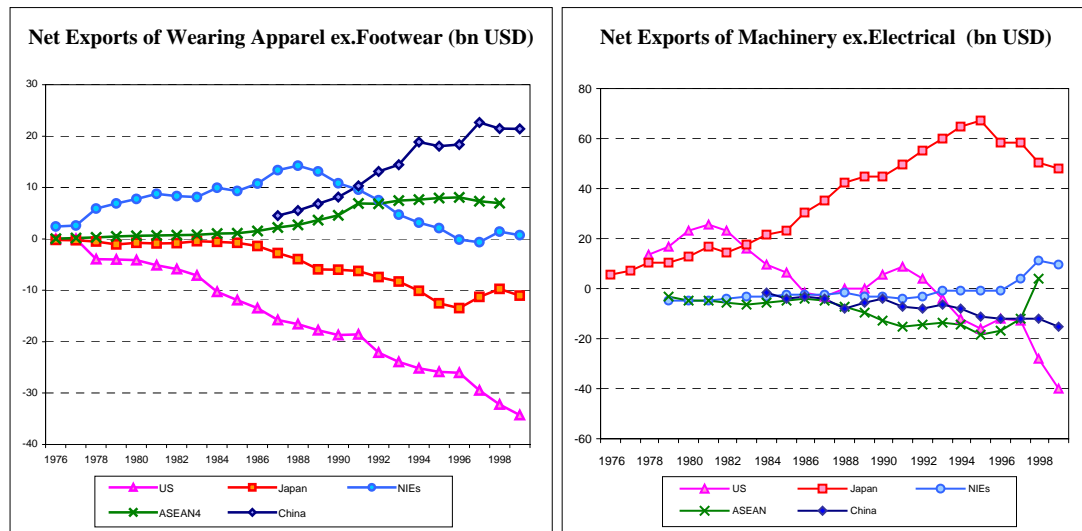 Net Exports of Wearing Apparel ex.Footwear (bn USD)
30
20
10
0
-10
-20
-30
-40
1976 1978 1980 1982 1984 1986 1988 1990 1992 1994 1996 1998
US Japan NIEs
ASEAN4 China
Net Exports of Machinery ex.Electrical (bn USD)
80
60
40
20
0
-20
-40
-60
1976 1978 1980 1982 1984 1986 1988 1990 1992 1994 1996 1998
US Japan NIEs
ASEAN China